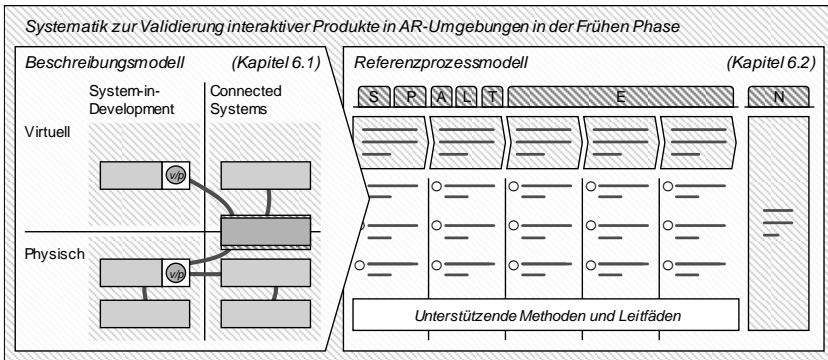 Systematik zur Validierung interaktiver Produkte in AR-Umgebungen in der Frühen Phase
Beschreibungsmodell (Kapitel 6.1)
System-in-
Development
Connected
Systems
Virtuell
v/p
Physisch
v/p
Referenzprozessmodell (Kapitel 6.2)
S P A L T E N
Unterstützende Methoden und Leitfäden